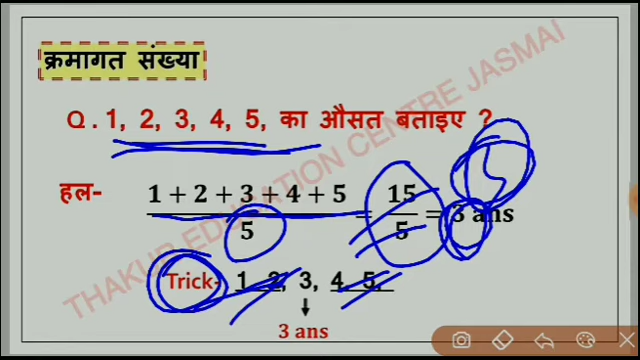 क्रमागत संख्या
Q . 1, 2, 3, 4, 5, का औसत बताइए ?
हल- 1 + 2 + 3 + 4 + 5 / 5 = 15 / 5 = 3 ans
Trick- 1, 2, 3, 4, 5,
3 ans
THAKUR EDUCATION CENTRE JASMAI